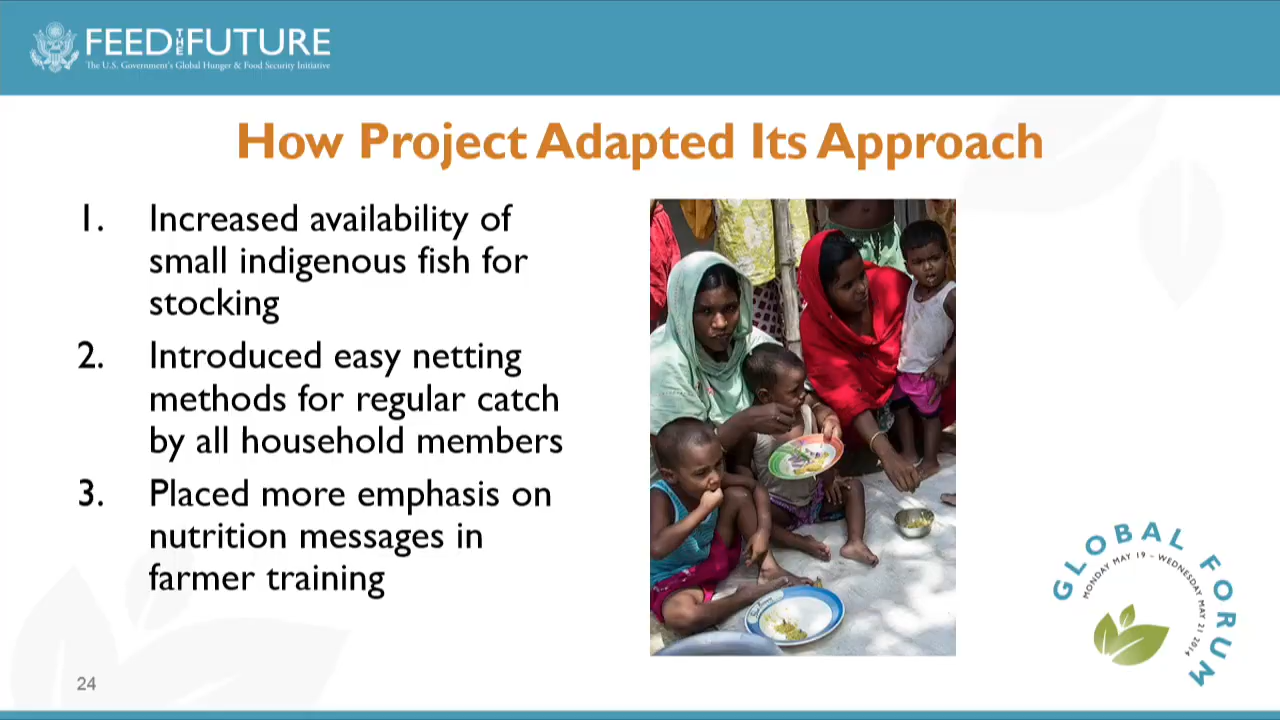 FEED THE FUTURE
The U.S. Government's Global Hunger & Food Security Initiative
How Project Adapted Its Approach
1. Increased availability of
small indigenous fish for
stocking
2. Introduced easy netting
methods for regular catch
by all household members
3. Placed more emphasis on
nutrition messages in
farmer training
GLOBAL FORUM
MONDAY MAY 19 – WEDNESDAY MAY 21 2014
24